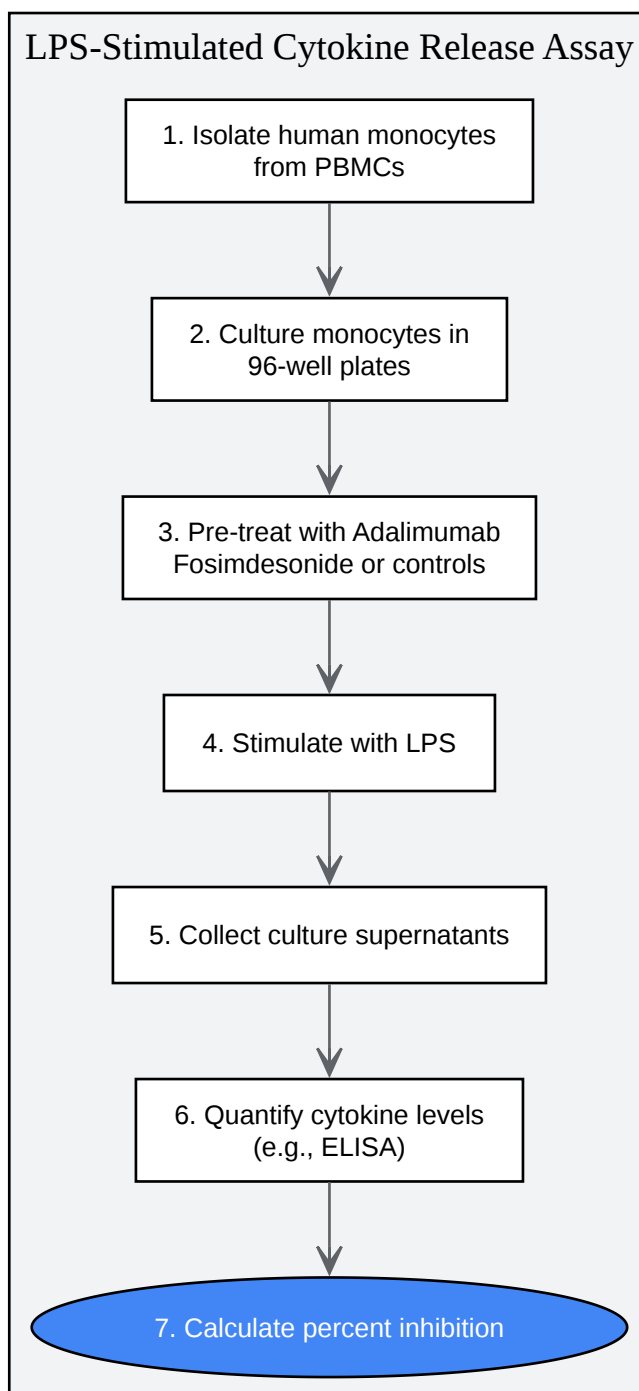 LPS-Stimulated Cytokine Release Assay
1. Isolate human monocytes
from PBMCs
2. Culture monocytes in
96-well plates
3. Pre-treat with Adalimumab
Fosimdesonide or controls
4. Stimulate with LPS
5. Collect culture supernatants
6. Quantify cytokine levels
(e.g., ELISA)
7. Calculate percent inhibition